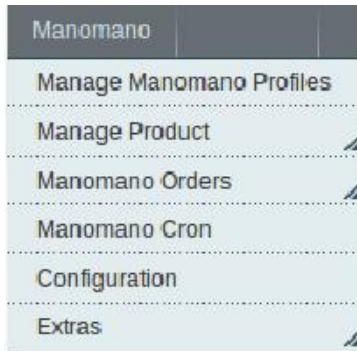 Manomano
Manage Manomano Profiles
Manage Product
Manomano Orders
Manomano Cron
Configuration
Extras